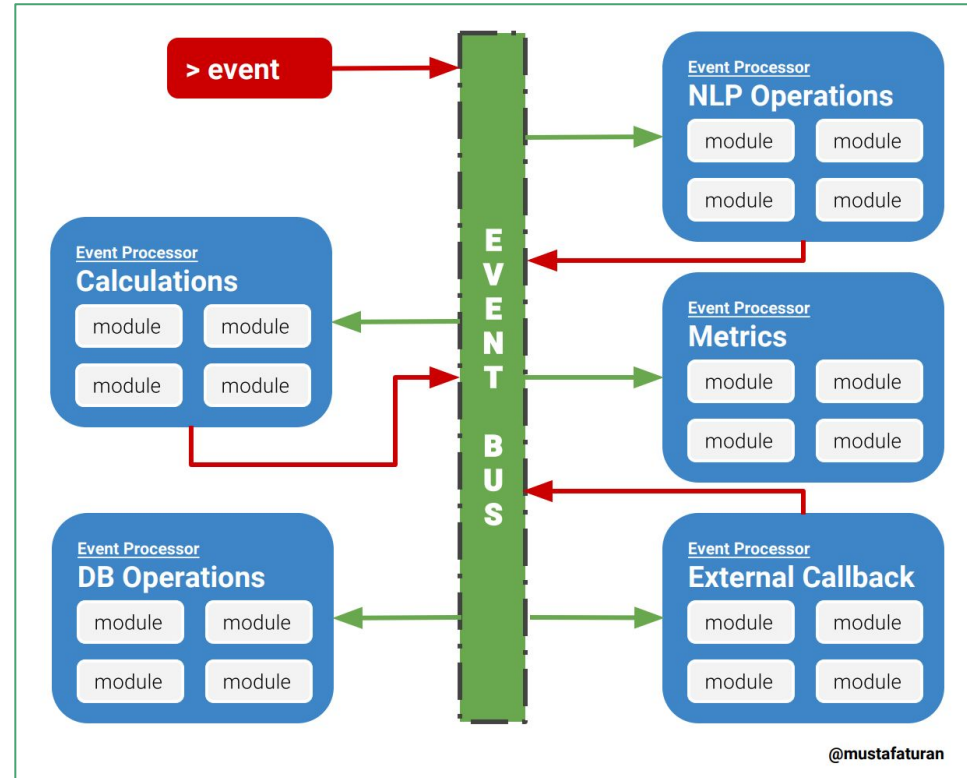 > event
Event Processor
NLP Operations
module module
module module
Event Processor
Calculations
module module
module module
EVENT BUS
Event Processor
Metrics
module module
module module
Event Processor
DB Operations
module module
module module
Event Processor
External Callback
module module
module module
@mustafaturan